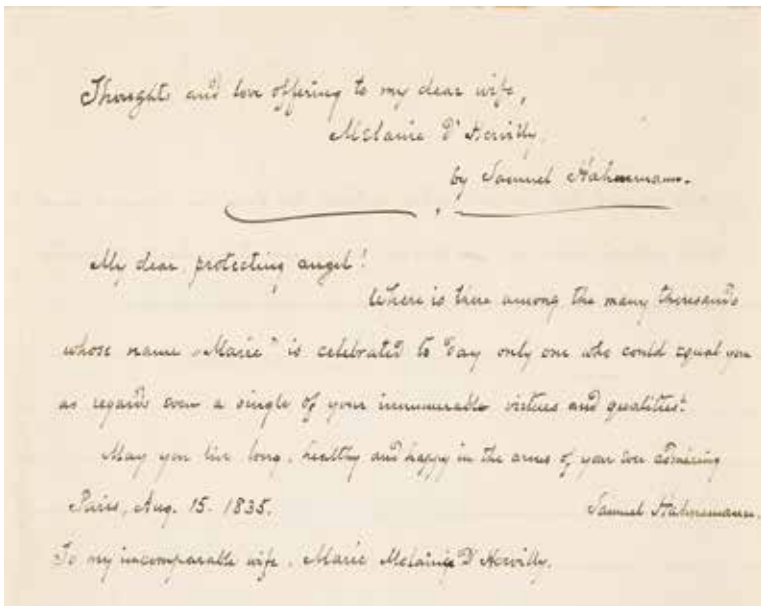 Thoughts and love offering to my dear wife,
Melanie D' Hervilly,
by Samuel Hahnemann.
My dear, protecting angel!
Where is there among the many thousands
whose name „Marie" is celebrated to day only one who could equal you
as regards even a single of your innumerable virtues and qualities?
May you live long, healthy and happy in the arms of your ever admiring
Paris, Aug. 15. 1835. Samuel Hahnemann.
To my incomparable wife, Marie Melanie D' Hervilly.